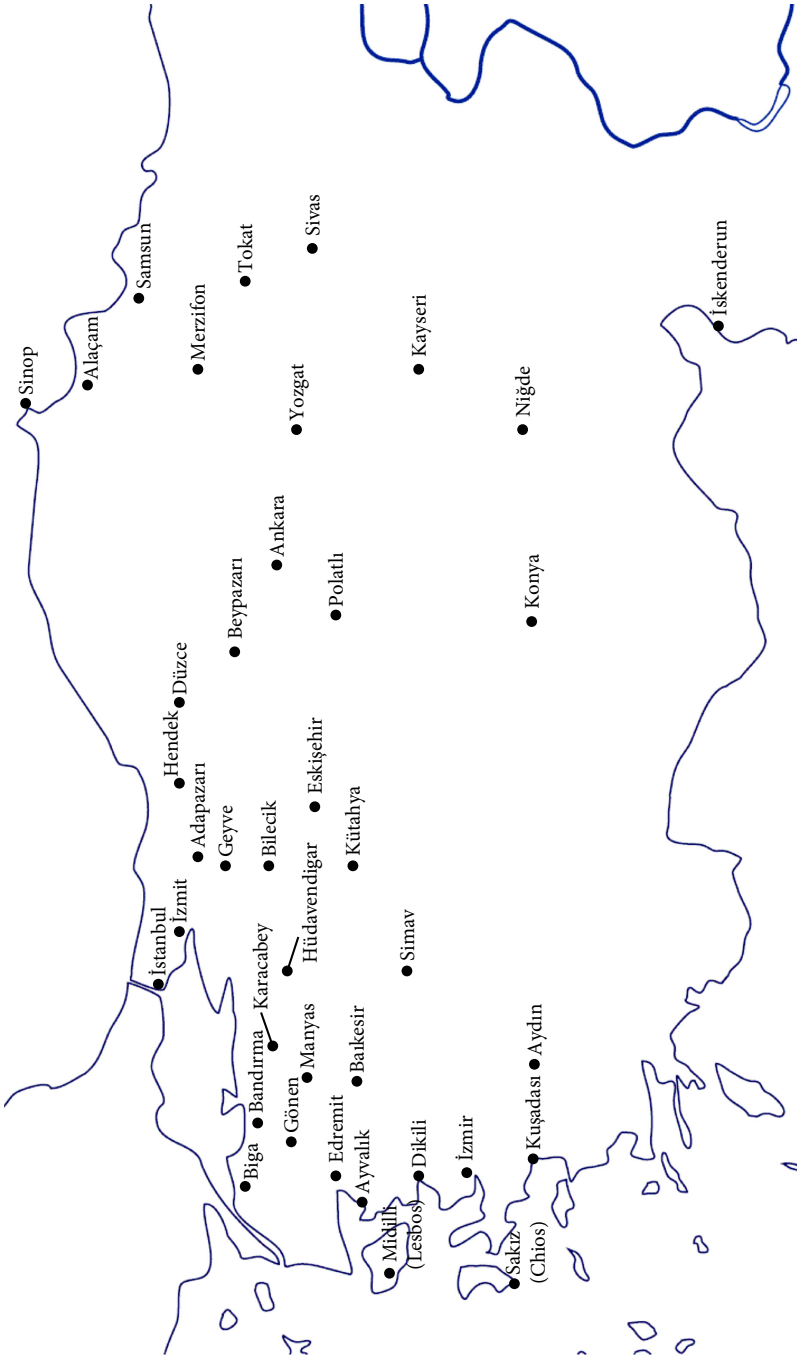 Sinop
Alaçam
Samsun
İstanbul
Hendek
İzmit
Düzce
Adapazarı
Merzifon
Geyve
Beypazarı
Tokat
Biga
Bandırma
Karacabey
Bilecik
Ankara
Gönen
Yozgat
Manyas
Hüdavendigar
Sivas
Eskişehir
Edremit
Polatlı
Kütahya
Baıkesir
Ayvalık
Midilli
(Lesbos)
Simav
Dikili
Kayseri
İzmir
Sakız
(Chios)
Niğde
Konya
Kuşadası
Aydın
İskenderun